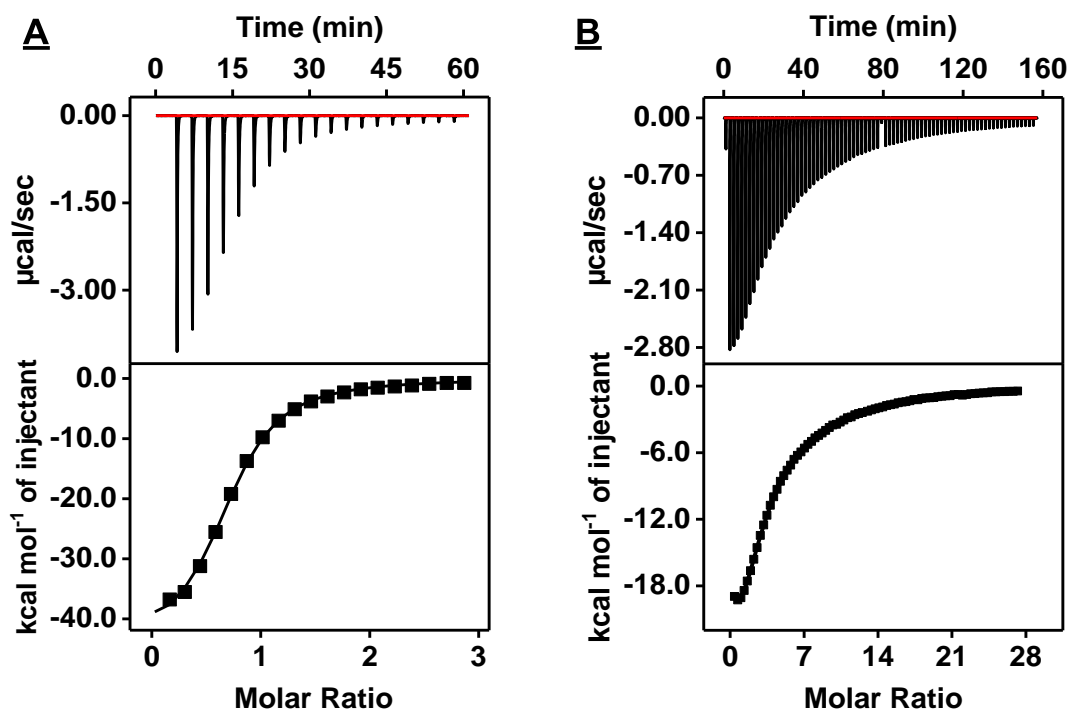 A
Time (min)
0 15 30 45 60
0.00
-1.50
-3.00
µcal/sec
0.0
-10.0
-20.0
-30.0
-40.0
kcal mol-1 of injectant
0 1 2 3
Molar Ratio
B
Time (min)
0 40 80 120 160
0.00
-0.70
-1.40
-2.10
-2.80
µcal/sec
0.0
-6.0
-12.0
-18.0
kcal mol-1 of injectant
0 7 14 21 28
Molar Ratio